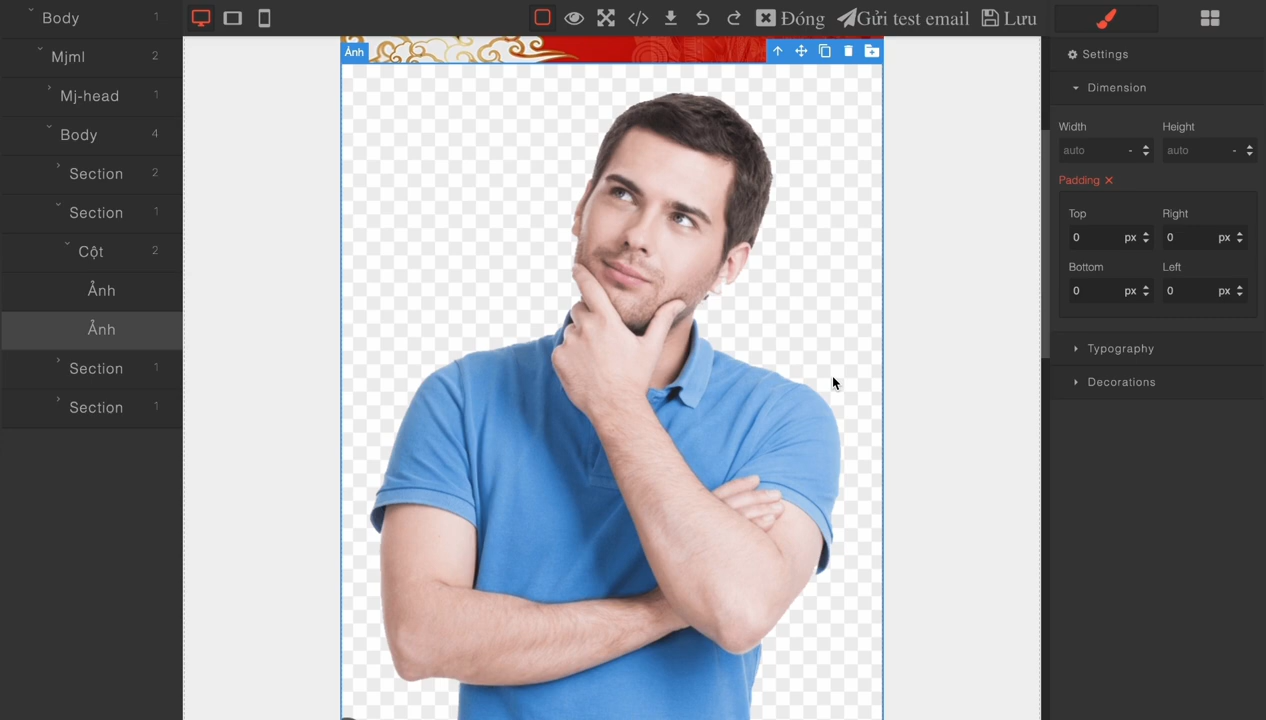 Body 1
Mjml 2
Mj-head 1
Body 4
Section 2
Section 1
Cột 2
Ảnh
Ảnh
Section 1
Section 1
Đóng Gửi test email Lưu
Ảnh
Settings
Dimension
Width Height
auto - auto -
Padding
Top Right
0 px 0 px
Bottom Left
0 px 0 px
Typography
Decorations